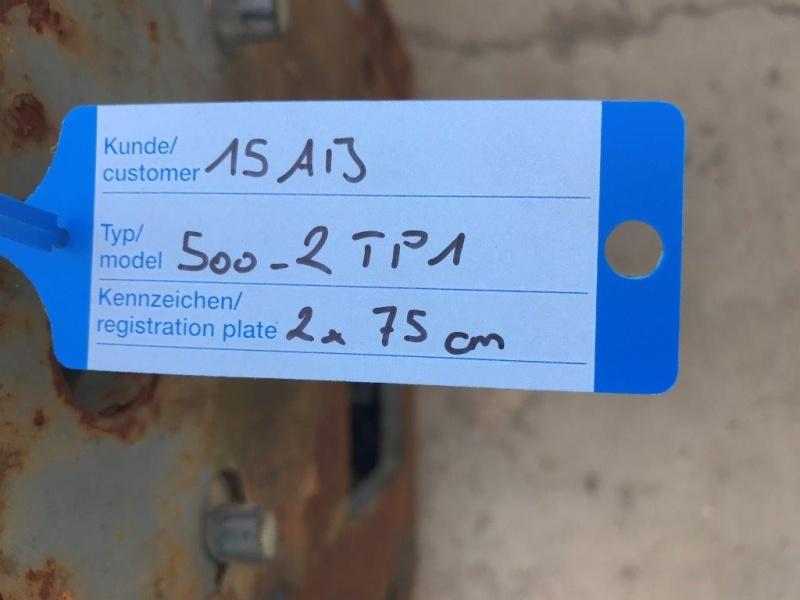 Kunde/
customer 15 A13
Typ/
model 500-2 TP1
Kennzeichen/
registration plate 2x 75 cm